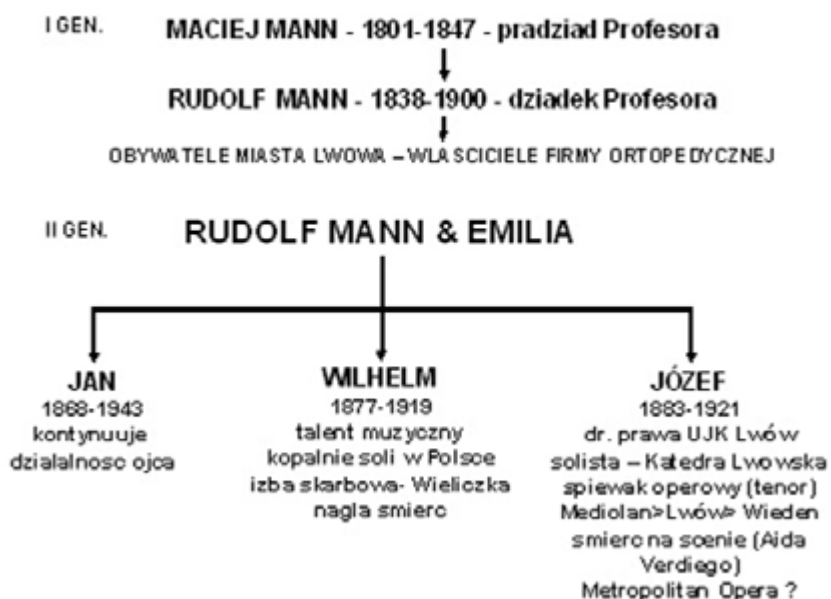 I GEN.
MACIEJ MANN - 1801-1847 - pradziad Profesora
RUDOLF MANN - 1838-1900 - dziadek Profesora
OBYWATELE MIASTA LWOWA – WLASCICIELE FIRMY ORTOPEDYCZNEJ
II GEN.
RUDOLF MANN & EMILIA
JAN
1868-1943
kontynuuje
dzialalnosc ojca
WILHELM
1877-1919
talent muzyczny
kopalnie soli w Polsce
izba skarbowa- Wieliczka
nagla smierc
JÓZEF
1883-1921
dr. prawa UJK Lwów
solista – Katedra Lwowska
spiewak operowy (tenor)
Mediolan>Lwów> Wieden
smierc na scenie (Aida
Verdiego)
Metropolitan Opera ?